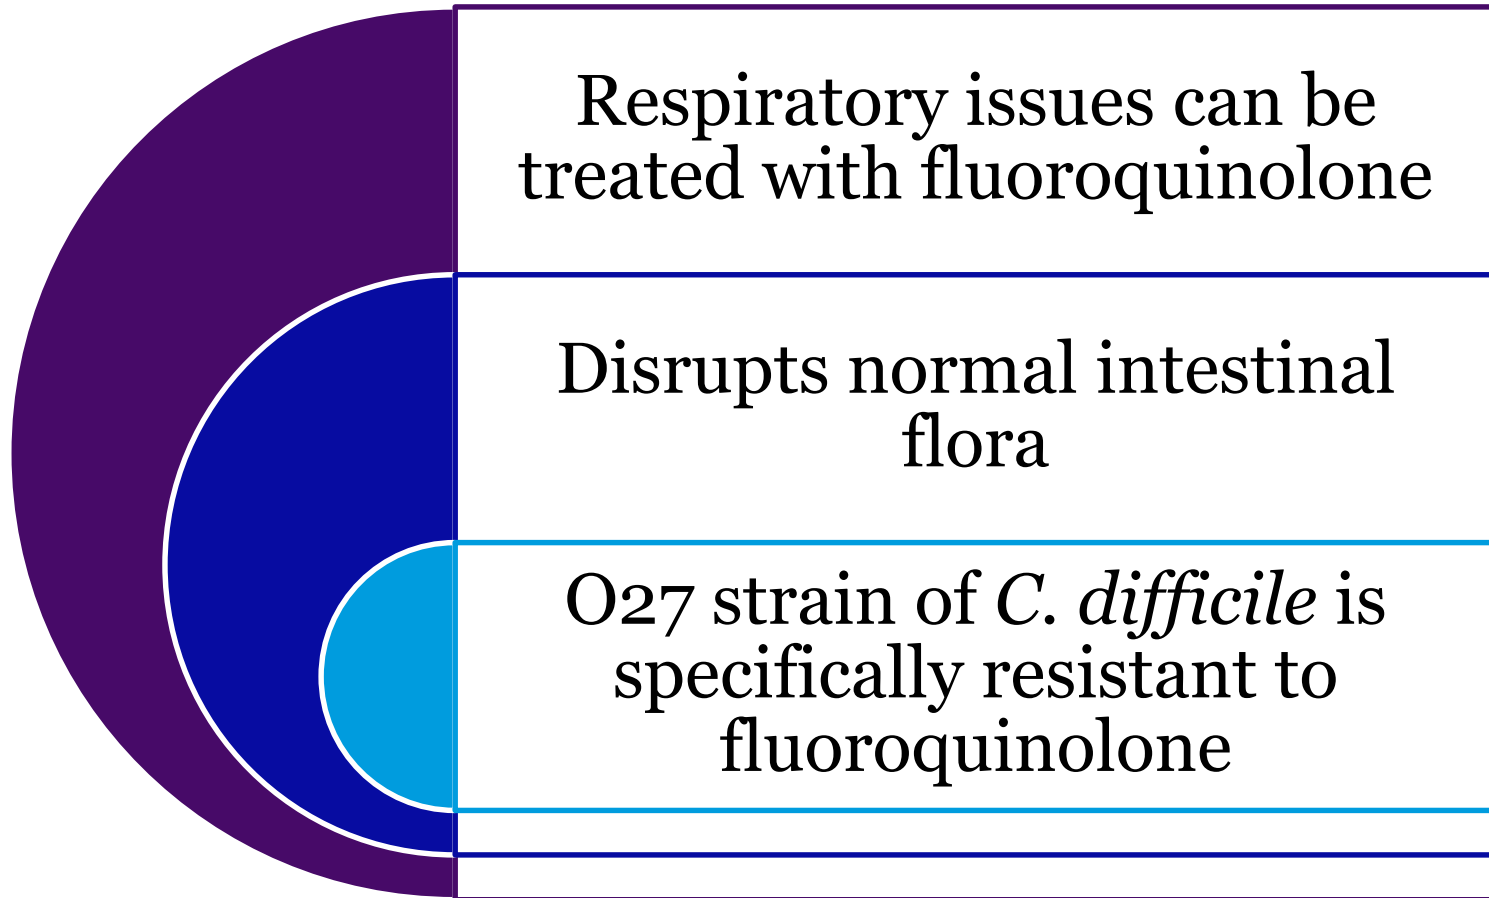 Respiratory issues can be
treated with fluoroquinolone
Disrupts normal intestinal
flora
O27 strain of C. difficile is
specifically resistant to
fluoroquinolone